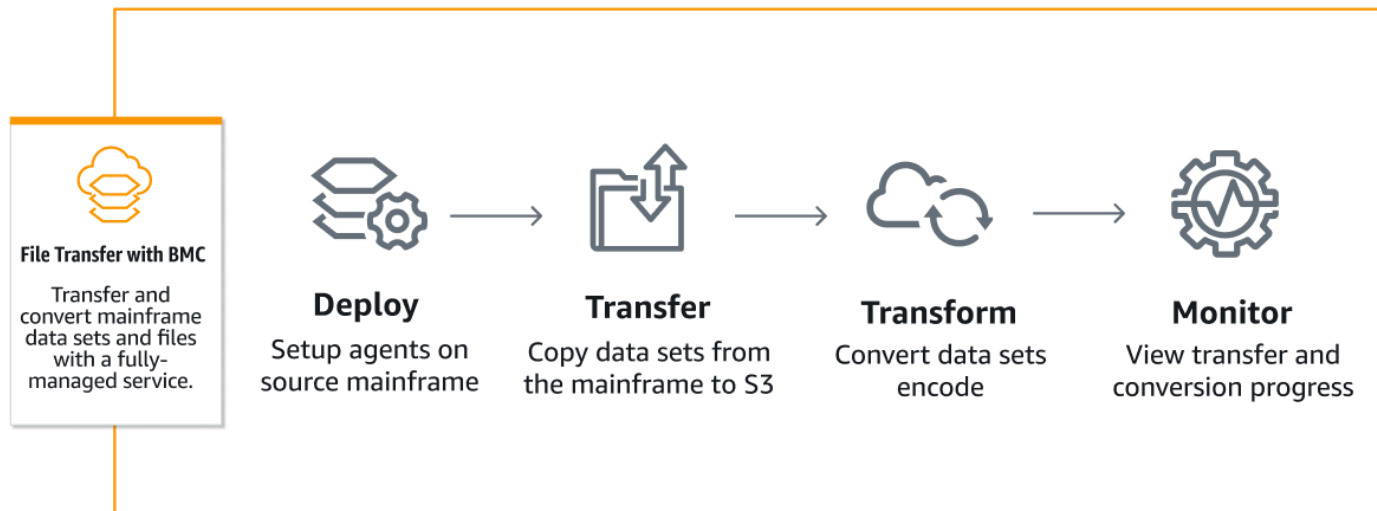 File Transfer with BMC
Transfer and
convert mainframe
data sets and files
with a fully-
managed service.
Deploy
Setup agents on
source mainframe
Transfer
Copy data sets from
the mainframe to S3
Transform
Convert data sets
encode
Monitor
View transfer and
conversion progress